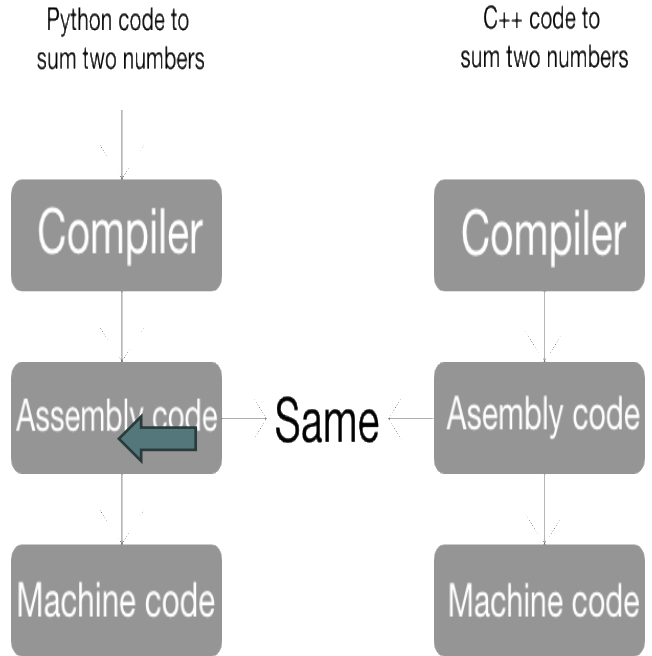 Python code to
sum two numbers
C++ code to
sum two numbers
Compiler
Compiler
Assembly code
Same
Asembly code
Machine code
Machine code